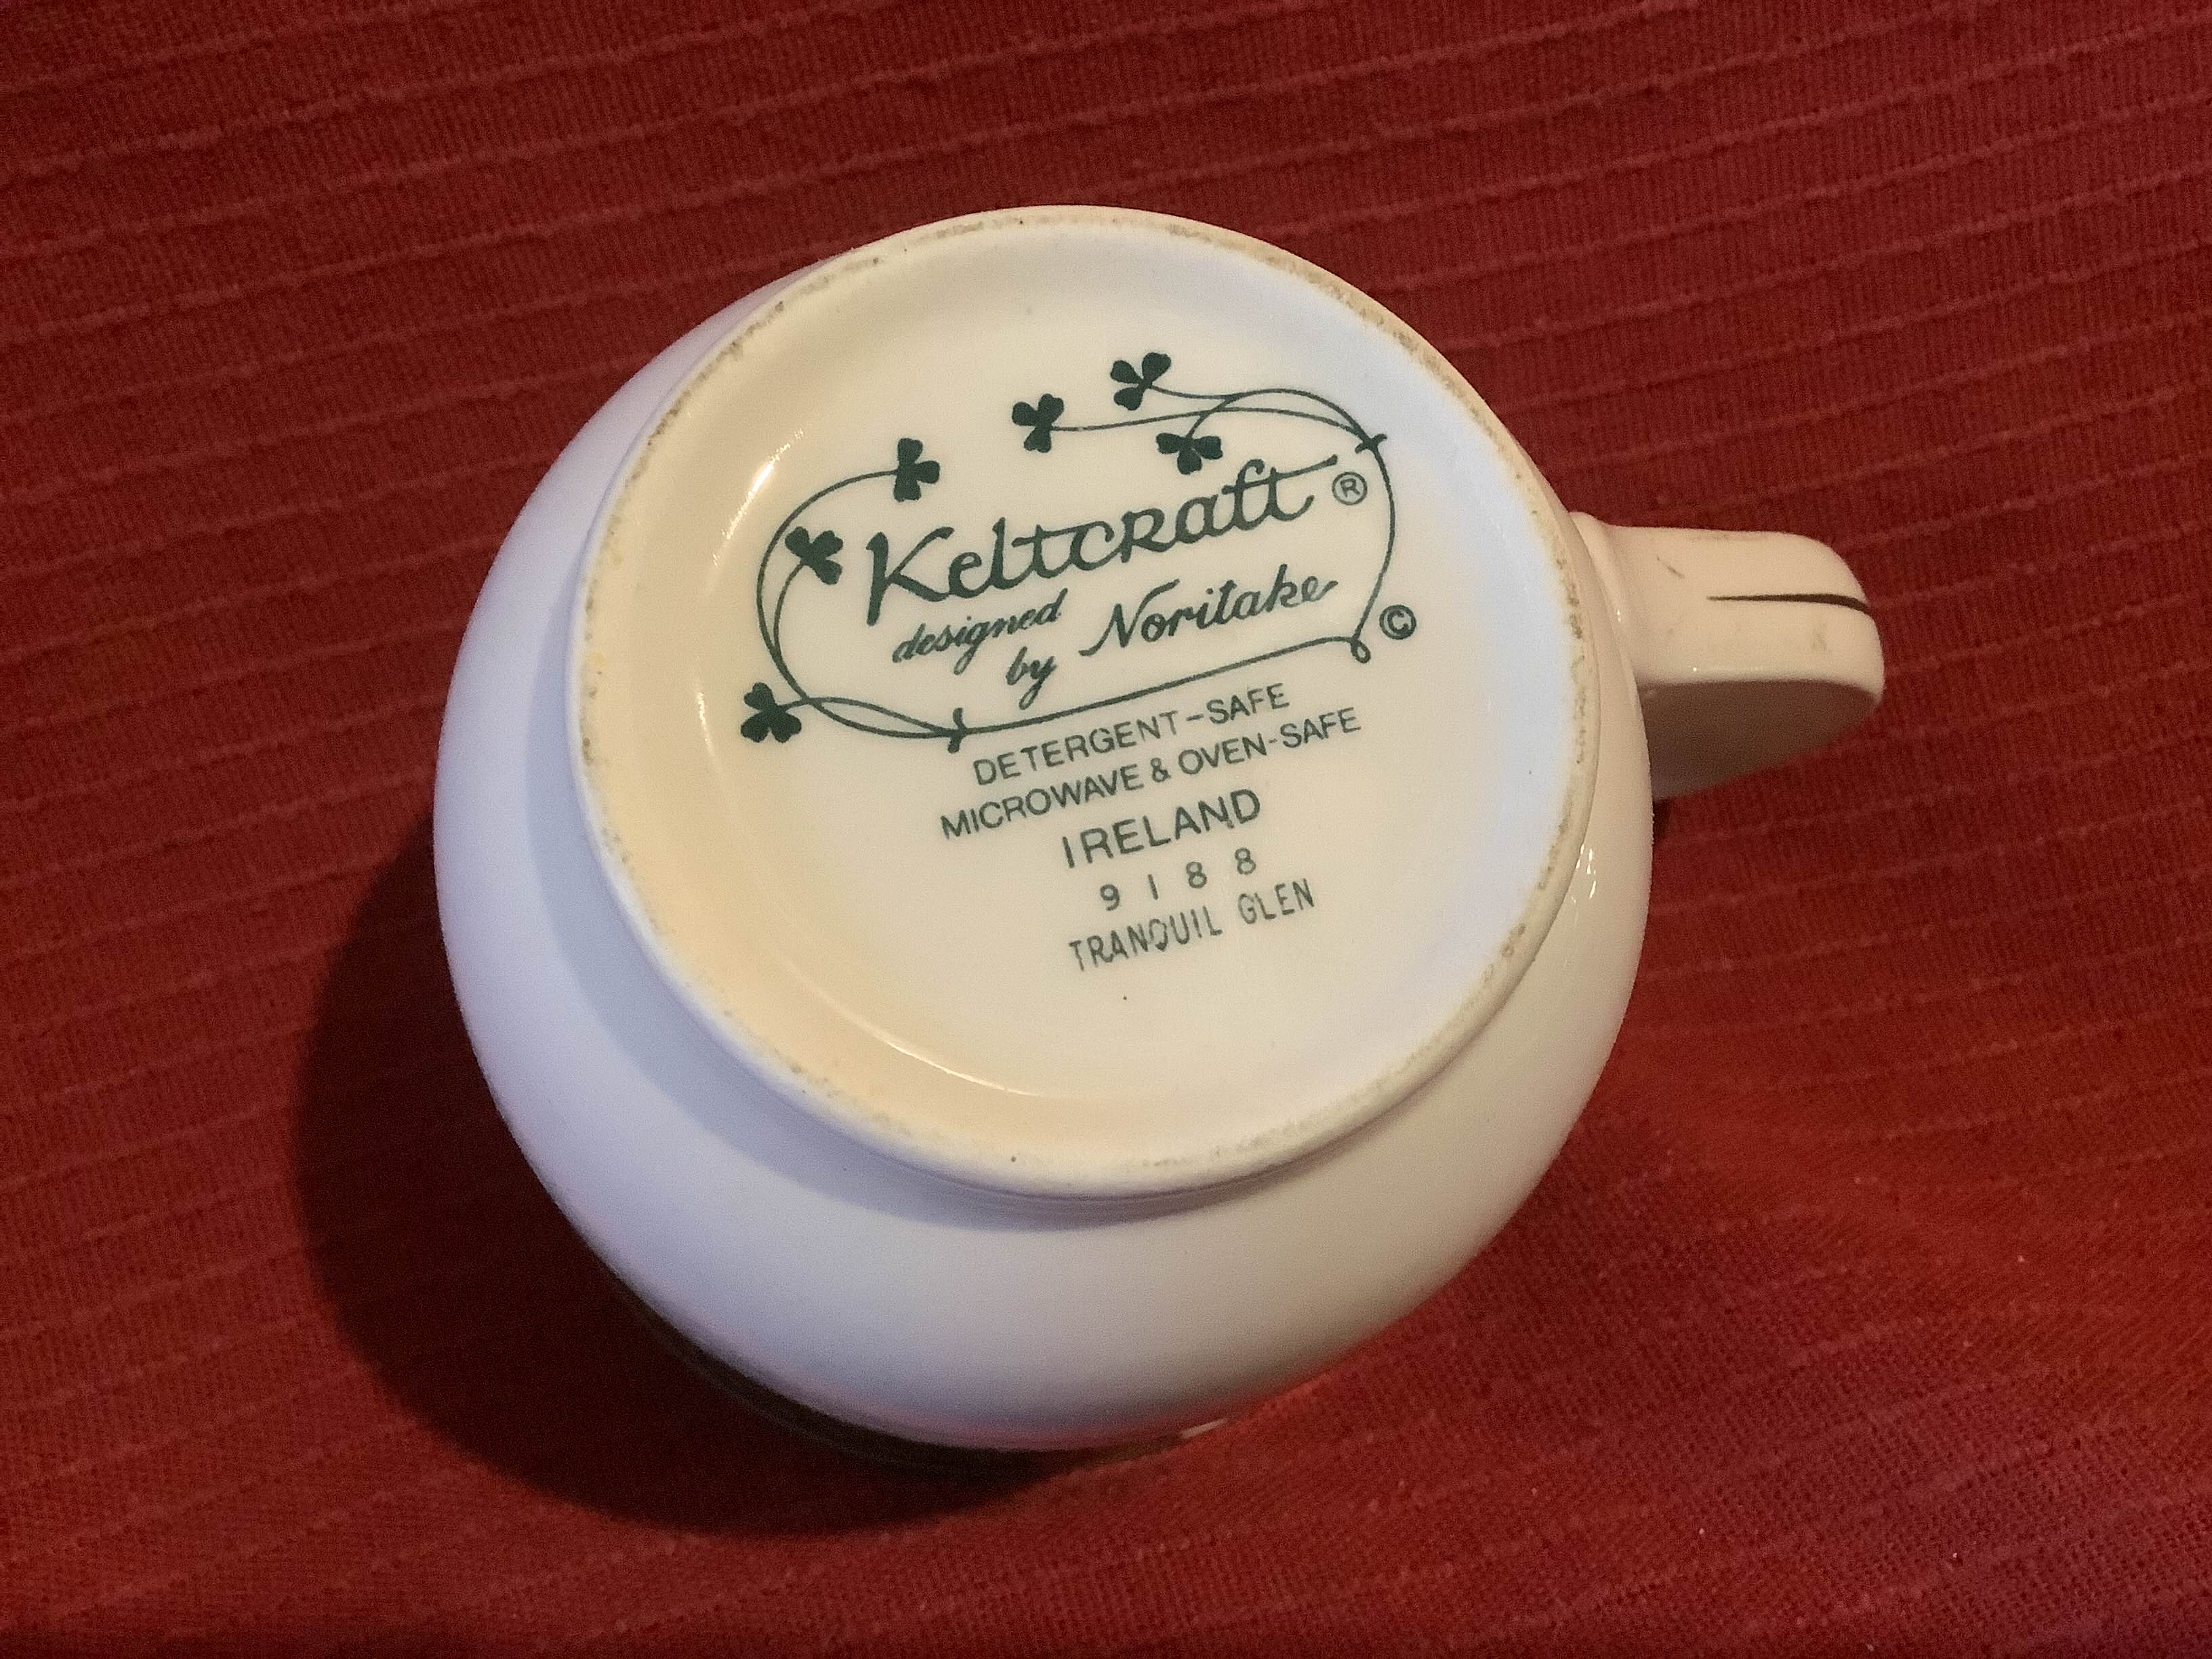 Keltcraft ®
designed by Noritake ©
DETERGENT-SAFE
MICROWAVE & OVEN-SAFE
IRELAND
9188
TRANQUIL GLEN